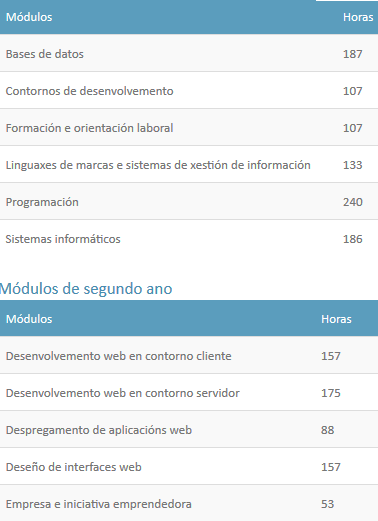 Módulos Horas
Bases de datos 187
Contornos de desenvolvemento 107
Formación e orientación laboral 107
Linguaxes de marcas e sistemas de xestión de información 133
Programación 240
Sistemas informáticos 186
Módulos de segundo ano
Módulos Horas
Desenvolvemento web en contorno cliente 157
Desenvolvemento web en contorno servidor 175
Despregamento de aplicacións web 88
Deseño de interfaces web 157
Empresa e iniciativa emprendedora 53